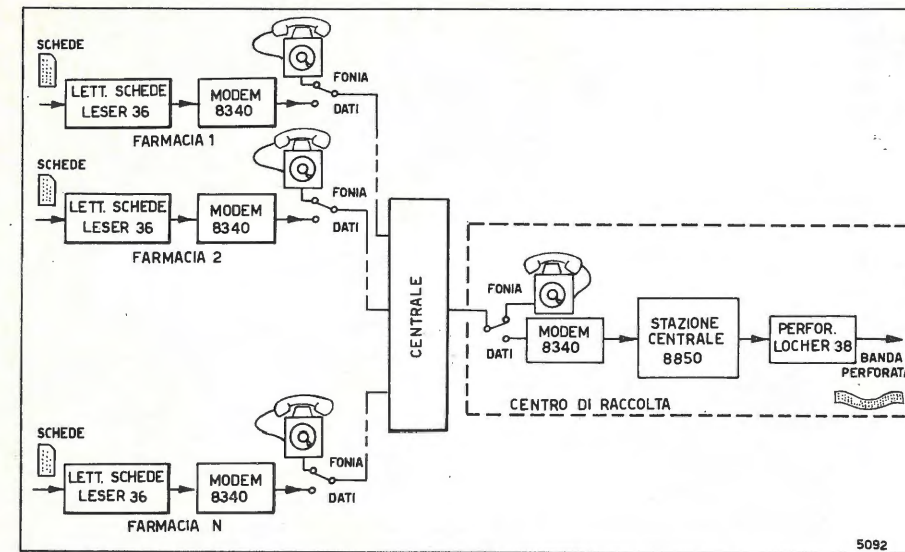 SCHEDE
LETT. SCHEDE
LESER 36
MODEM
8340
FONIA
DATI
FARMACIA 1
SCHEDE
LETT. SCHEDE
LESER 36
MODEM
8340
FONIA
DATI
FARMACIA 2
SCHEDE
LETT. SCHEDE
LESER 36
MODEM
8340
FONIA
DATI
FARMACIA N
CENTRALE
FONIA
DATI
MODEM
8340
STAZIONE
CENTRALE
8850
PERFOR.
LOCHER 38
BANDA
PERFORATA
CENTRO DI RACCOLTA
5092